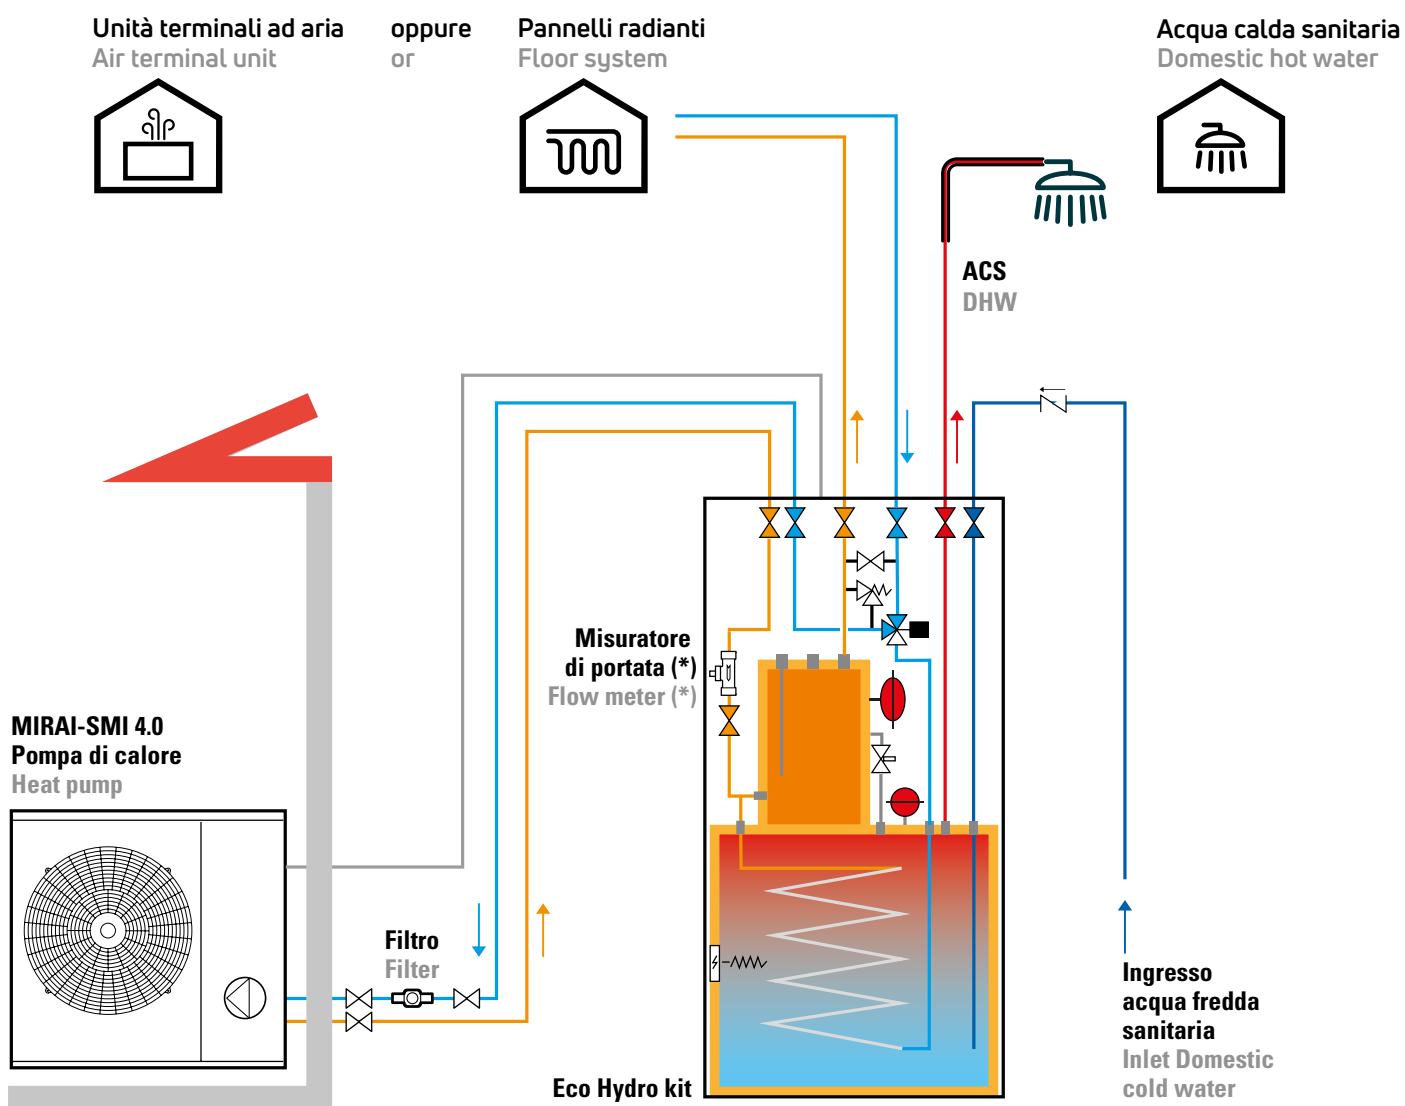 Unità terminali ad aria
Air terminal unit
oppure
or
Pannelli radianti
Floor system
Acqua calda sanitaria
Domestic hot water
ACS
DHW
Misuratore
di portata (*)
Flow meter (*)
MIRAI-SMI 4.0
Pompa di calore
Heat pump
Filtro
Filter
Ingresso
acqua fredda
sanitaria
Inlet Domestic
cold water
Eco Hydro kit